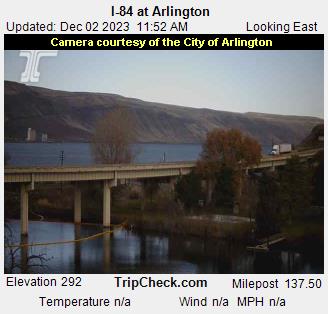 I-84 at Arlington
Updated: Dec 02 2023 11:52 AM Looking East
Camera courtesy of the City of Arlington
Elevation 292 TripCheck.com Milepost 137.50
Temperature n/a Wind n/a MPH n/a